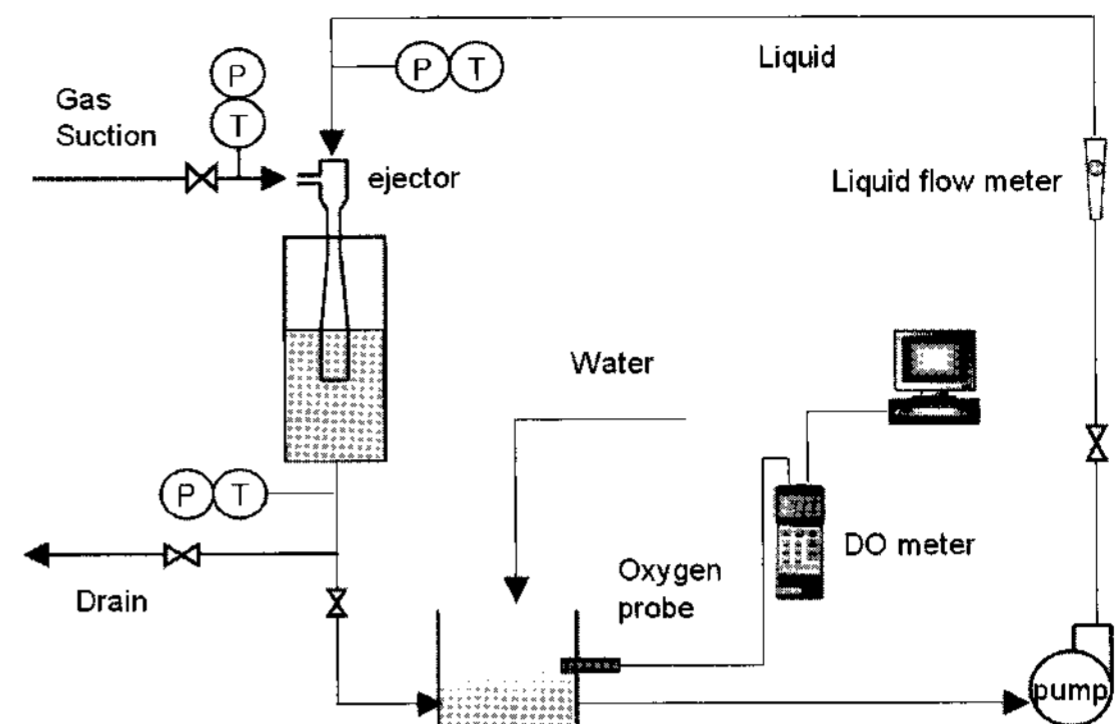 P T
Liquid
P
T
Gas
Suction
ejector
Liquid flow meter
Water
P T
DO meter
Oxygen
probe
Drain
pump